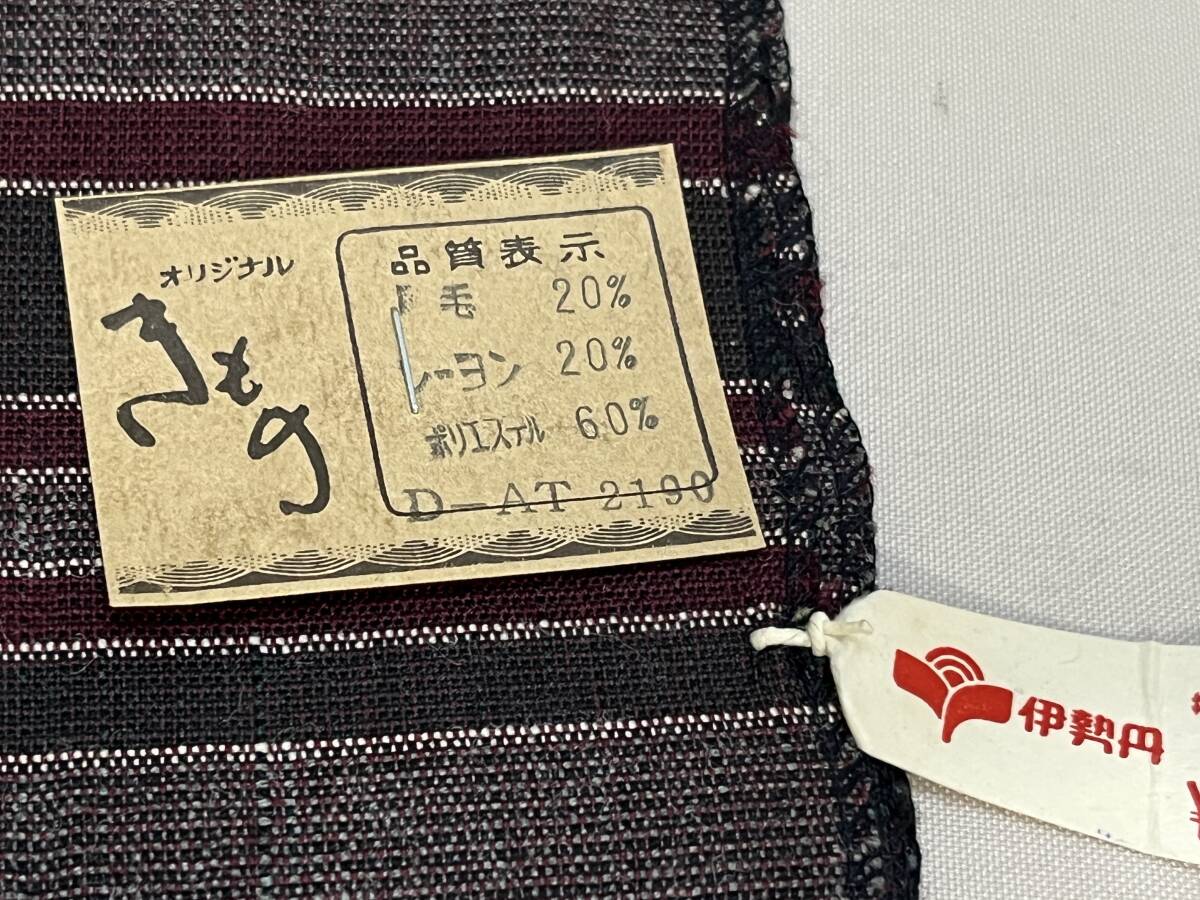 オリジナル
きもの
品質表示
毛 20%
レーヨン 20%
ポリエステル 60%
D-AT 2190
伊勢丹
¥